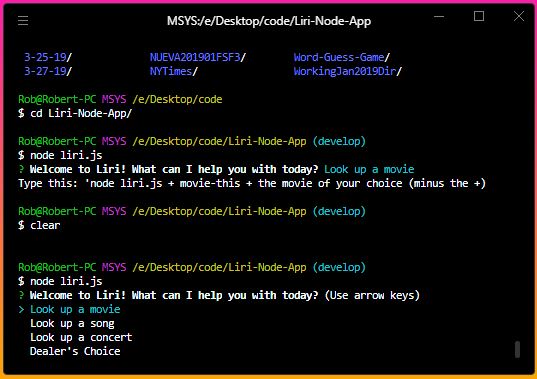 MSYS:/e/Desktop/code/Liri-Node-App
3-25-19/ NUEVA201901FSF3/ Word-Guess-Game/
3-27-19/ NYTimes/ WorkingJan2019Dir/
Rob@Robert-PC MSYS /e/Desktop/code
$ cd Liri-Node-App/
Rob@Robert-PC MSYS /e/Desktop/code/Liri-Node-App (develop)
$ node liri.js
? Welcome to Liri! What can I help you with today? Look up a movie
Type this: 'node liri.js + movie-this + the movie of your choice (minus the +)
Rob@Robert-PC MSYS /e/Desktop/code/Liri-Node-App (develop)
$ clear
Rob@Robert-PC MSYS /e/Desktop/code/Liri-Node-App (develop)
$ node liri.js
? Welcome to Liri! What can I help you with today? (Use arrow keys)
> Look up a movie
Look up a song
Look up a concert
Dealer's Choice